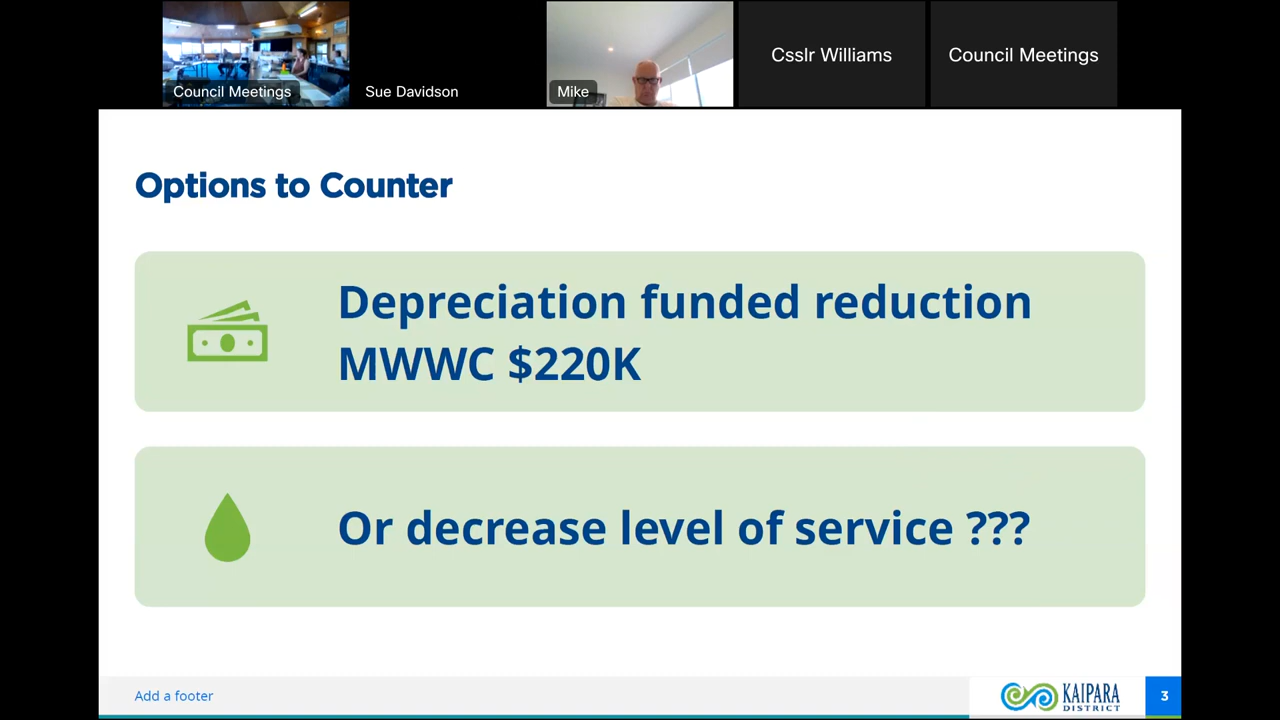 Council Meetings
Sue Davidson
Mike
Csslr Williams
Council Meetings
Options to Counter
Depreciation funded reduction
MWWC $220K
Or decrease level of service ???
Add a footer
KAIPARA
DISTRICT
3